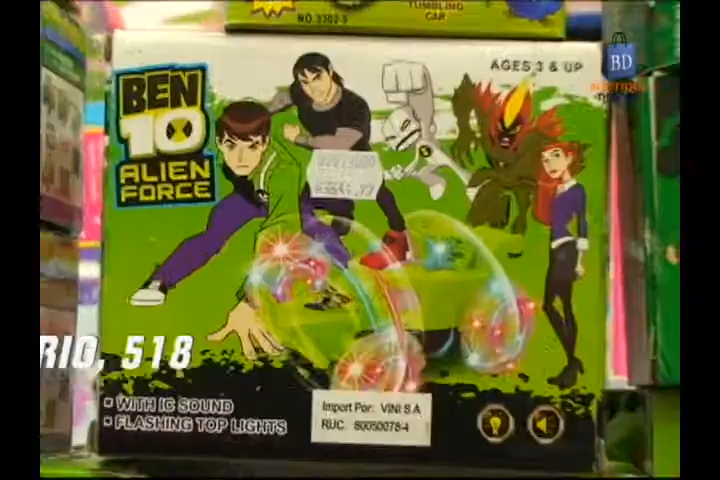 TUMBLING
CAR
NO.3302-3
AGES 3 & UP
BD
BEN
10
ALIEN
FORCE
RIO, 518
• WITH IC SOUND
• FLASHING TOP LIGHTS
Import Por: VINI S A
RUC. 80050078-4